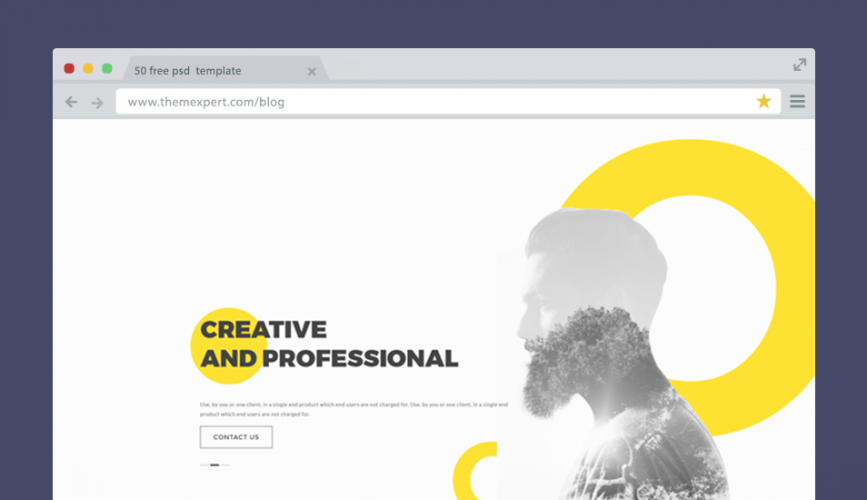 50 free psd template
www.themexpert.com/blog
CREATIVE
AND PROFESSIONAL
Use, by you or one client, in a single end product which end users are not charged for. Use, by you or one client, in a single end
product which end users are not charged for.
CONTACT US